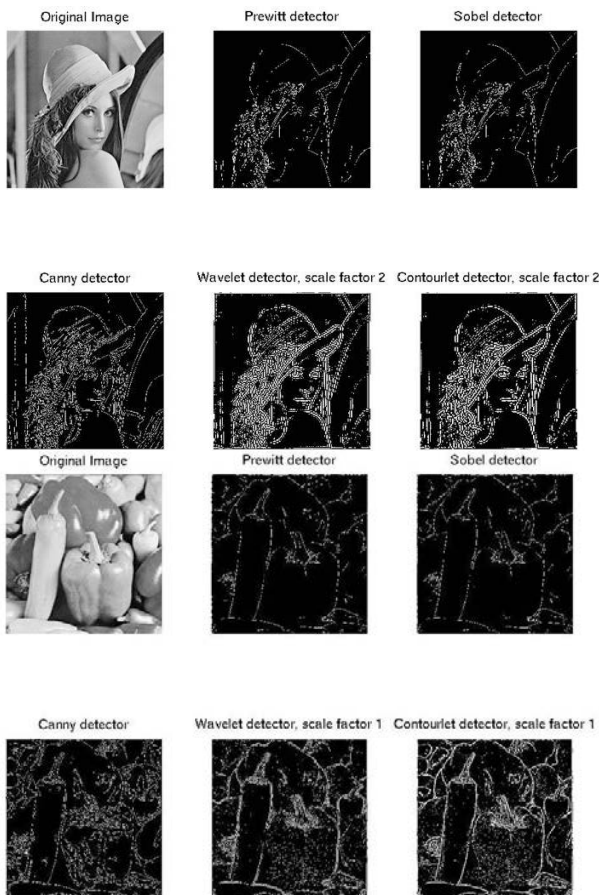 Original Image Prewitt detector Sobel detector
Canny detector Wavelet detector, scale factor 2 Contourlet detector, scale factor 2
Original Image Prewitt detector Sobel detector
Canny detector Wavelet detector, scale factor 1 Contourlet detector, scale factor 1